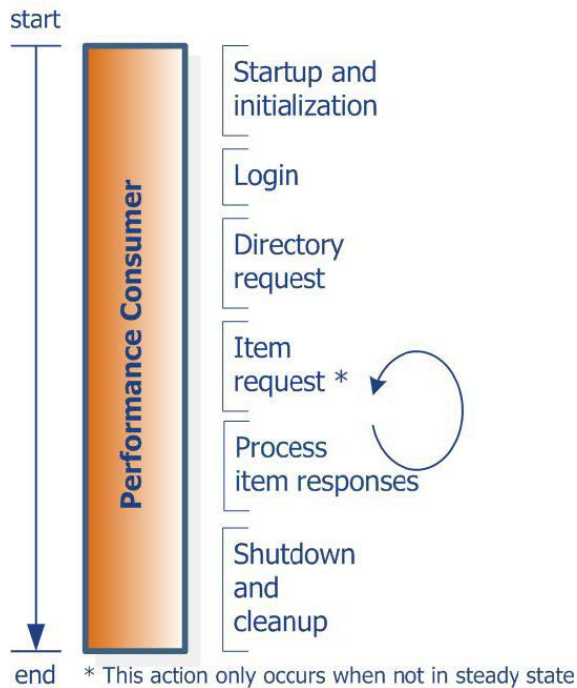 start
Performance Consumer
Startup and
initialization
Login
Directory
request
Item
request *
Process
item responses
Shutdown
and
cleanup
end
* This action only occurs when not in steady state